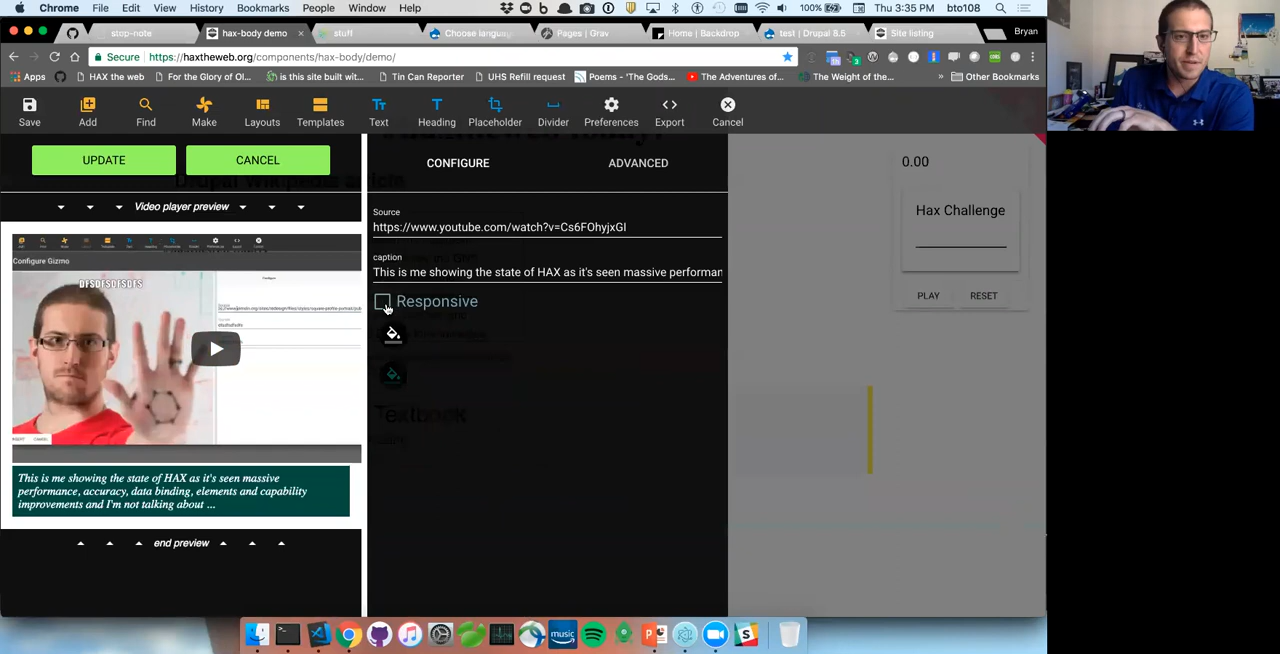 Chrome File Edit View History Bookmarks People Window Help 100% Thu 3:35 PM bto108
stop-note hax-body demo stuff Choose langua Pages | Grav Home | Backdrop test | Drupal 8.5 Site listing Bryan
Secure https://haxtheweb.org/components/hax-body/demo/
Apps HAX the web For the Glory of Ol... is this site built wit... Tin Can Reporter UHS Refill request Poems - 'The Gods... The Adventures of... The Weight of the... » Other Bookmarks
Save Add Find Make Layouts Templates Text Heading Placeholder Divider Preferences Export Cancel
UPDATE CANCEL
Video player preview
Configure Gizmo
DFSDFSDFSDFS
This is me showing the state of HAX as it's seen massive
performance, accuracy, data binding, elements and capability
improvements and I'm not talking about ...
end preview
CONFIGURE ADVANCED
Source
https://www.youtube.com/watch?v=Cs6FOhyjxGI
caption
This is me showing the state of HAX as it's seen massive performan
Responsive
Textbook
0.00
Hax Challenge
PLAY RESET
music